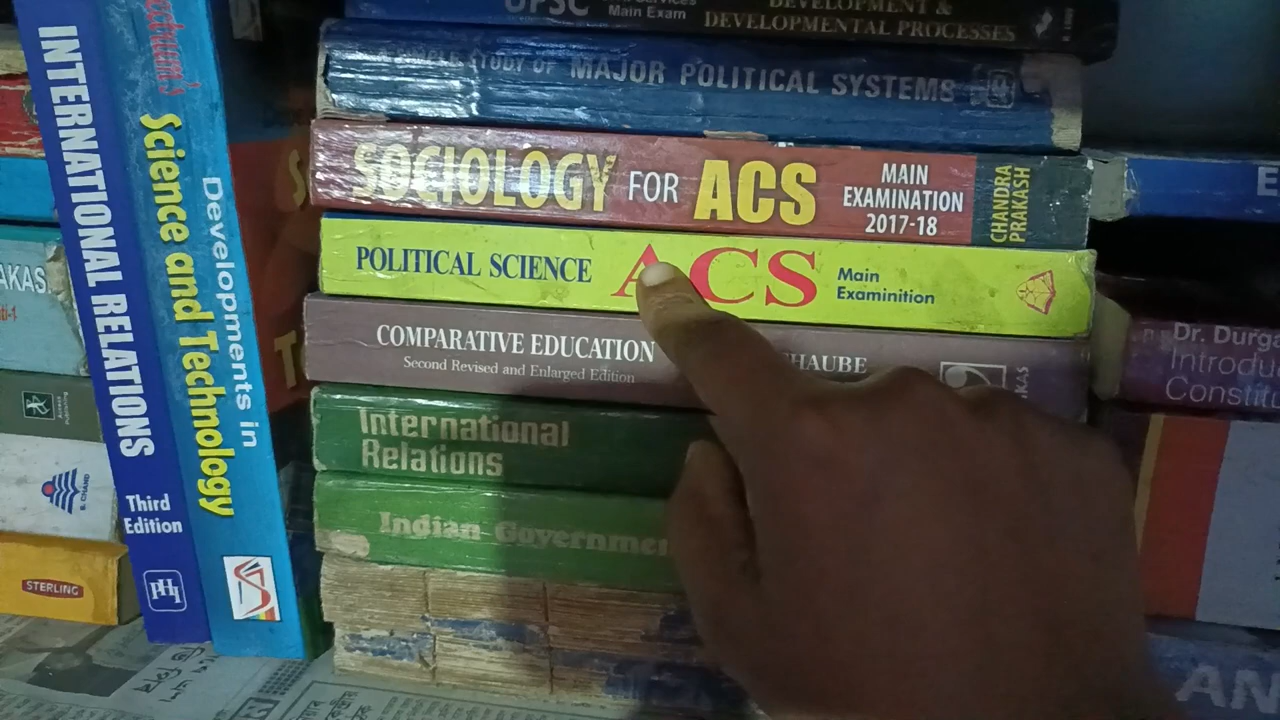 UPSC
Main Exam
DEVELOPMENT &
DEVELOPMENTAL PROCESSES
STUDY OF MAJOR POLITICAL SYSTEMS
SOCIOLOGY FOR ACS
MAIN
EXAMINATION
2017-18
CHANDRA
PRAKASH
POLITICAL SCIENCE ACS
Main
Examinition
COMPARATIVE EDUCATION
Second Revised and Enlarged Edition
HAUBE
International
Relations
Indian Governmen
INTERNATIONAL RELATIONS
Third
Edition
PHI
Science and Technology
Developments in
AKAS
S. CHAND
STERLING
E
Dr. Durga
Introdu
Constitu
AN